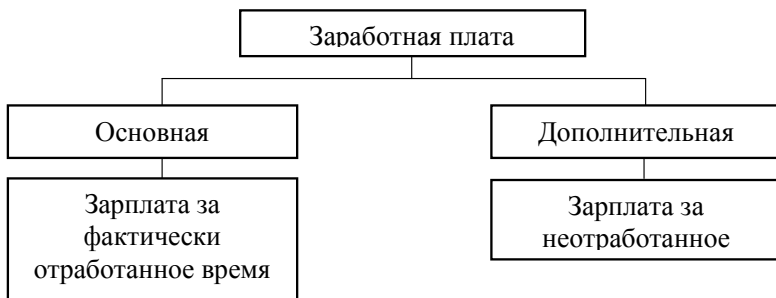 Заработная плата
Основная
Дополнительная
Зарплата за
фактически
отработанное время
Зарплата за
неотработанное